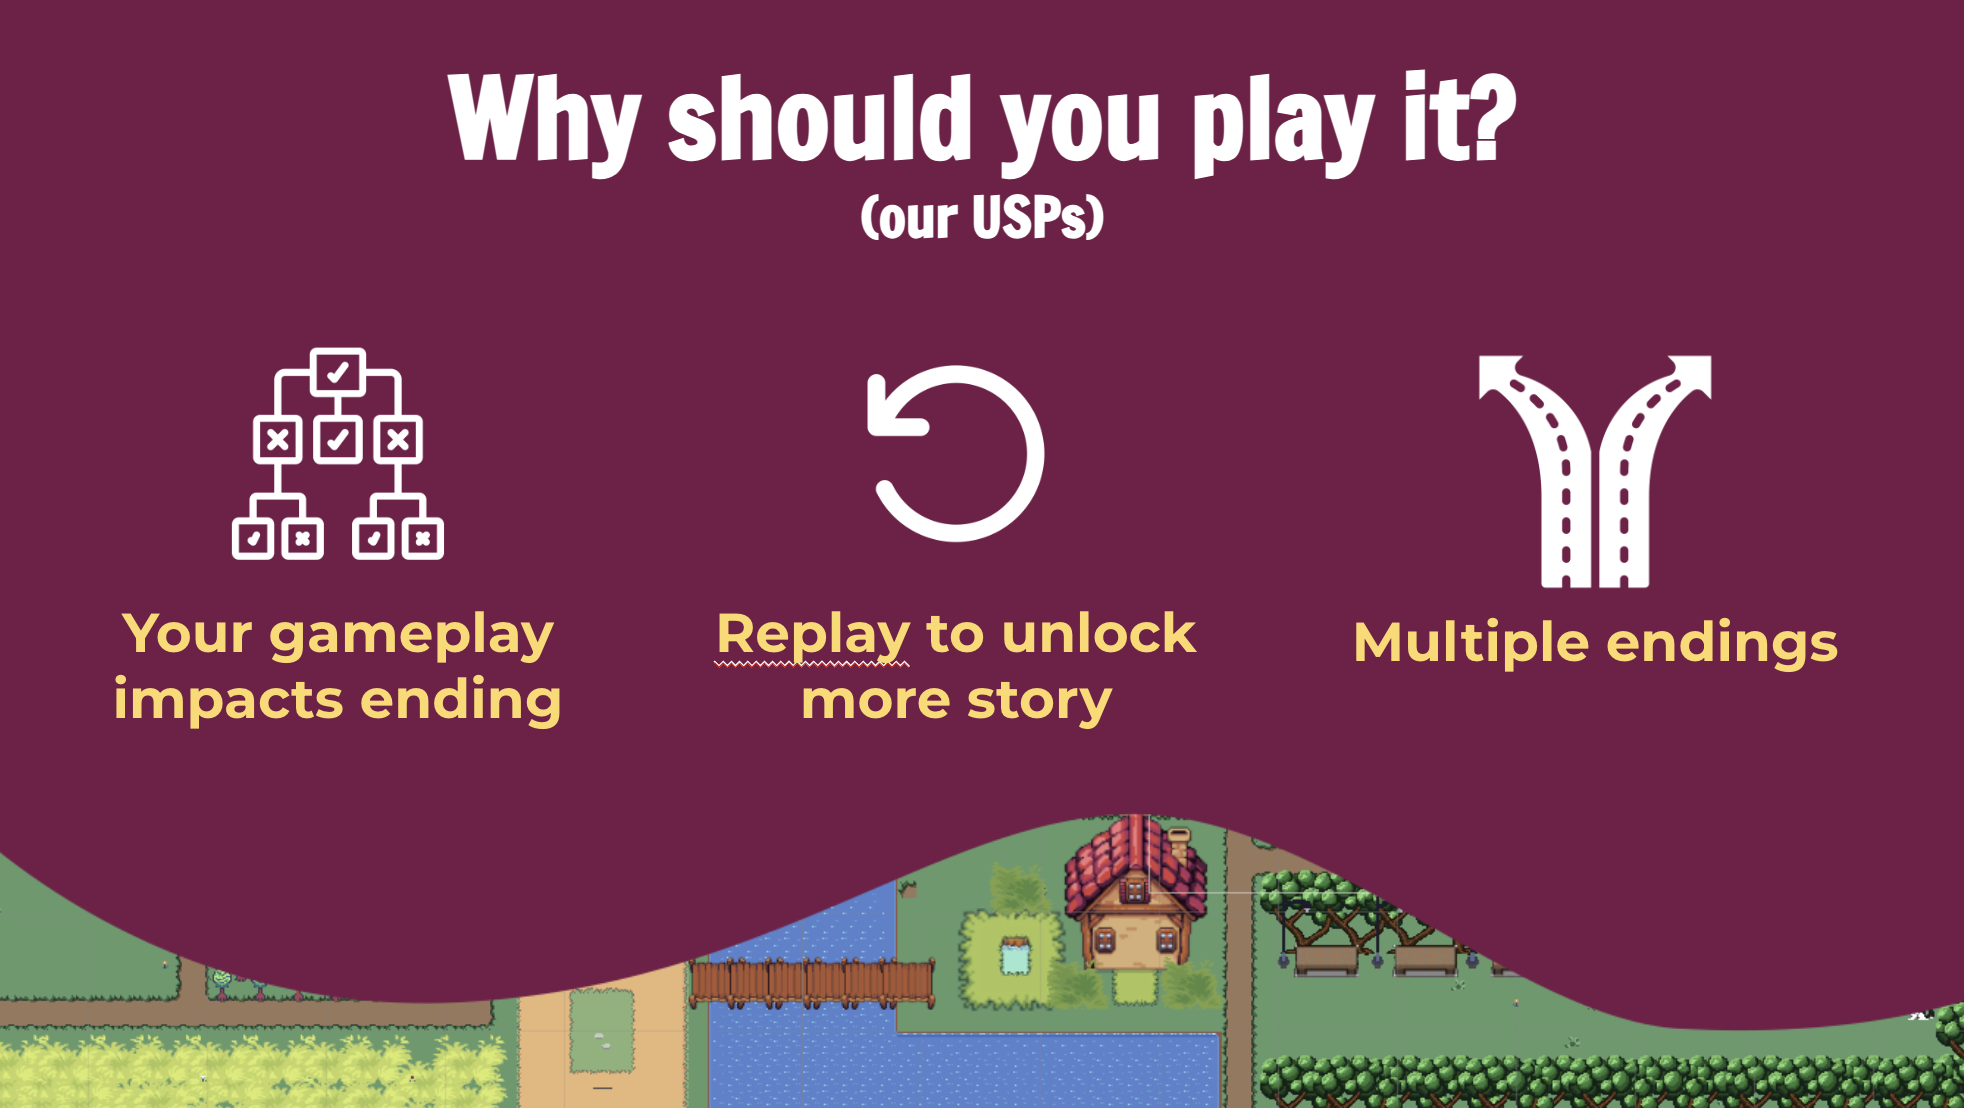 Why should you play it?
(our USPs)
Your gameplay
impacts ending
Replay to unlock
more story
Multiple endings